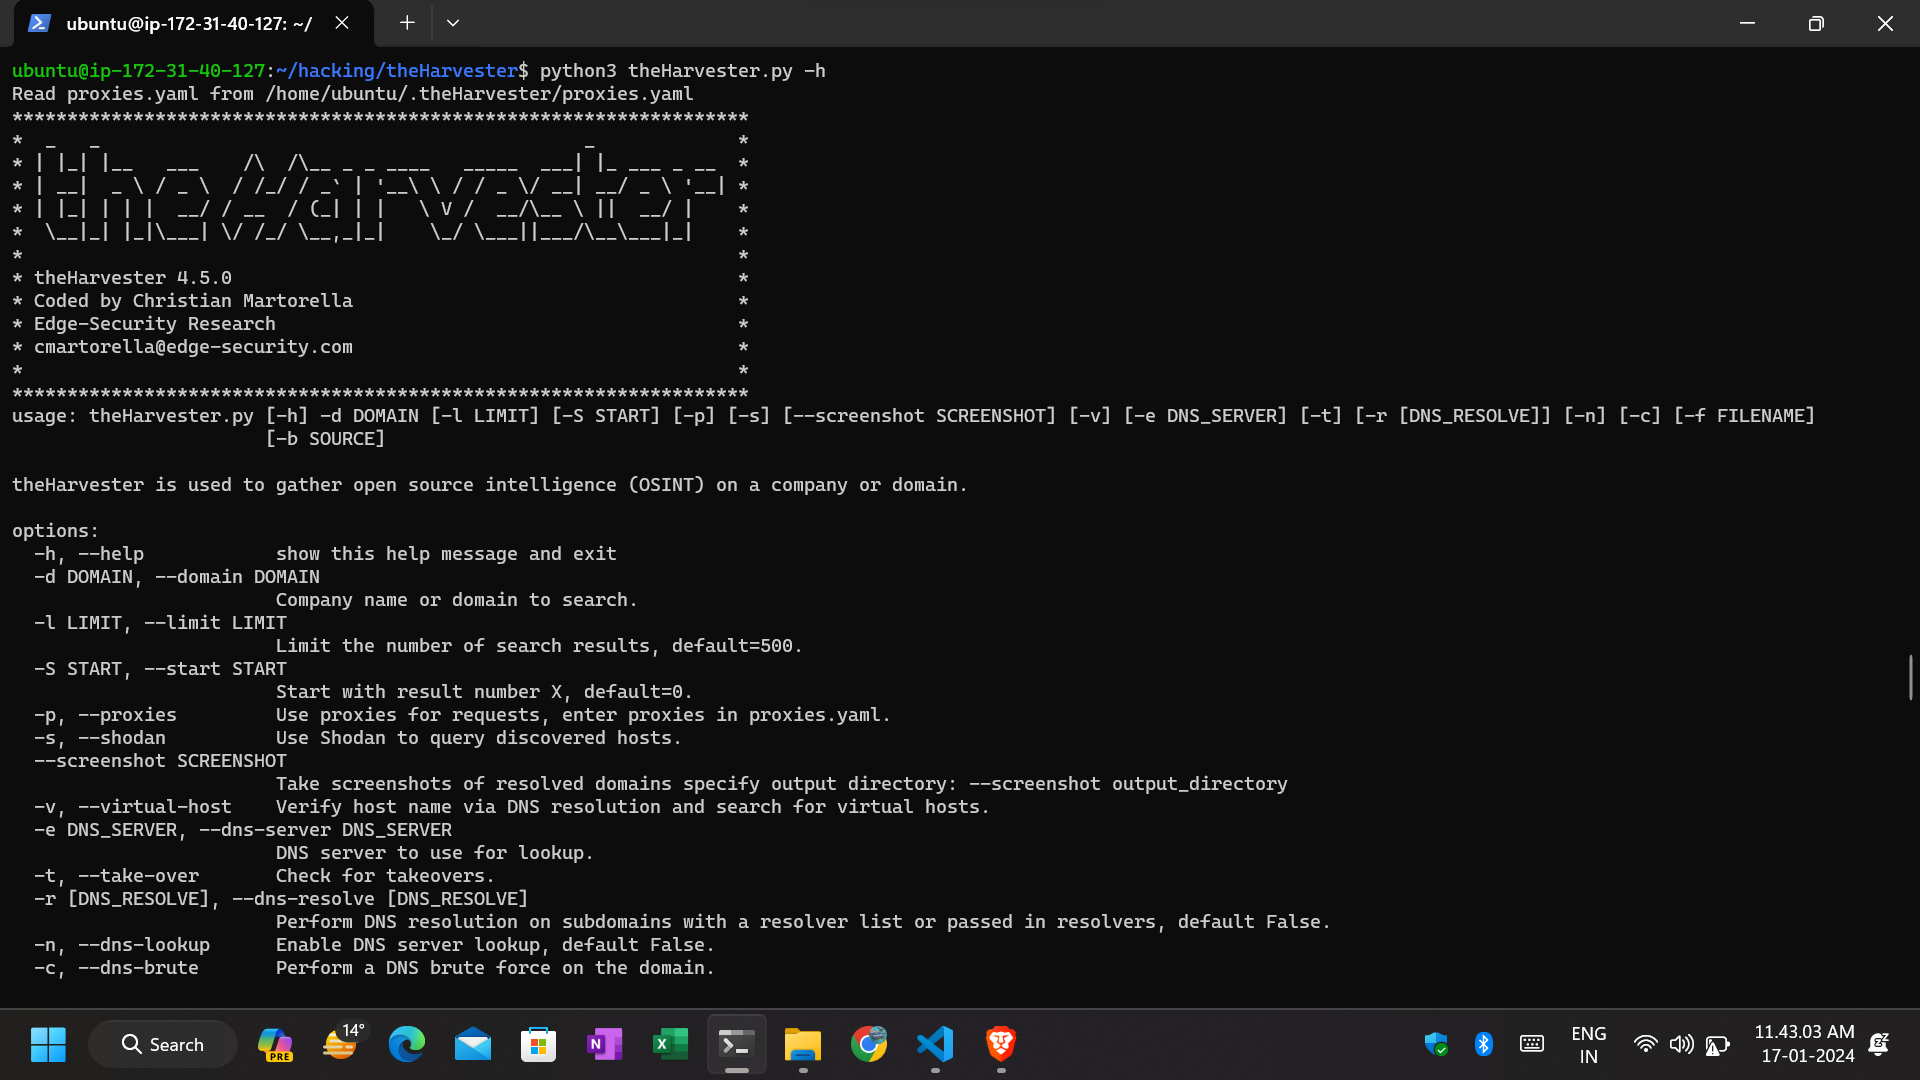 ubuntu@ip-172-31-40-127: ~/
ubuntu@ip-172-31-40-127:~/hacking/theHarvester$ python3 theHarvester.py -h
Read proxies.yaml from /home/ubuntu/.theHarvester/proxies.yaml
*******************************************************************
*  _   _                                            _             *
* | |_| |__   ___    /\  /\__ _ _ ____   _____  ___| |_ ___ _ __  *
* | __|  _ \ / _ \  / /_/ / _` | '__\ \ / / _ \/ __| __/ _ \ '__| *
* | |_| | | |  __/ / __  / (_| | |   \ V /  __/\__ \ ||  __/ |    *
*  \__|_| |_|\___| \/ /_/ \__,_|_|    \_/ \___||___/\__\___|_|    *
*                                                                 *
* theHarvester 4.5.0                                              *
* Coded by Christian Martorella                                   *
* Edge-Security Research                                          *
* cmartorella@edge-security.com                                   *
*                                                                 *
*******************************************************************
usage: theHarvester.py [-h] -d DOMAIN [-l LIMIT] [-S START] [-p] [-s] [--screenshot SCREENSHOT] [-v] [-e DNS_SERVER] [-t] [-r [DNS_RESOLVE]] [-n] [-c] [-f FILENAME]
                       [-b SOURCE]

theHarvester is used to gather open source intelligence (OSINT) on a company or domain.

options:
  -h, --help            show this help message and exit
  -d DOMAIN, --domain DOMAIN
                        Company name or domain to search.
  -l LIMIT, --limit LIMIT
                        Limit the number of search results, default=500.
  -S START, --start START
                        Start with result number X, default=0.
  -p, --proxies         Use proxies for requests, enter proxies in proxies.yaml.
  -s, --shodan          Use Shodan to query discovered hosts.
  --screenshot SCREENSHOT
                        Take screenshots of resolved domains specify output directory: --screenshot output_directory
  -v, --virtual-host    Verify host name via DNS resolution and search for virtual hosts.
  -e DNS_SERVER, --dns-server DNS_SERVER
                        DNS server to use for lookup.
  -t, --take-over       Check for takeovers.
  -r [DNS_RESOLVE], --dns-resolve [DNS_RESOLVE]
                        Perform DNS resolution on subdomains with a resolver list or passed in resolvers, default False.
  -n, --dns-lookup      Enable DNS server lookup, default False.
  -c, --dns-brute       Perform a DNS brute force on the domain.
Search
PRE
14°
N
X
ENG
IN
11.43.03 AM
17-01-2024